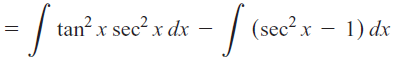 = ∫ tan² x sec² x dx − ∫ (sec² x − 1) dx